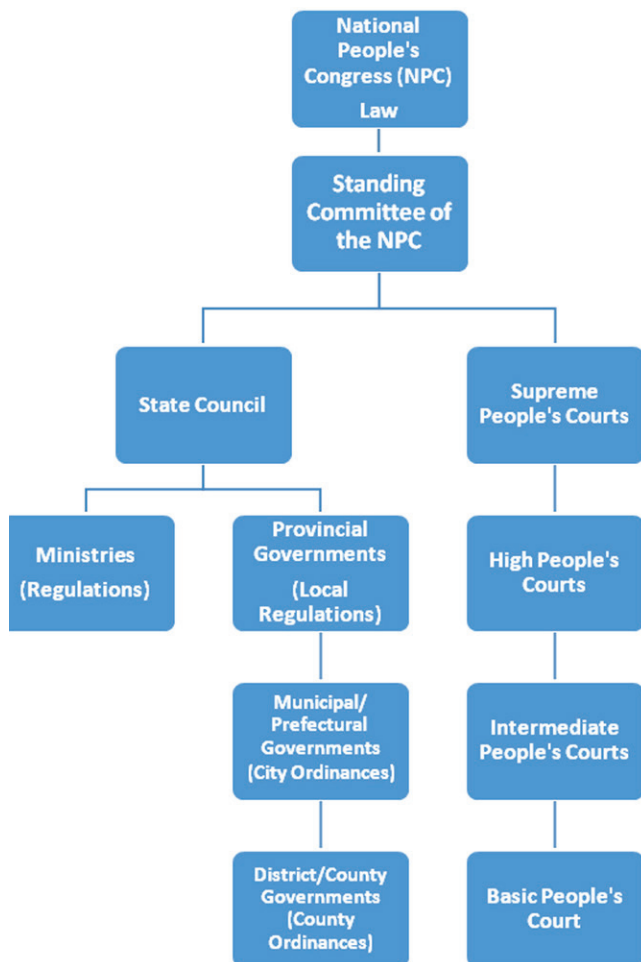 National
People's
Congress (NPC)
Law
Standing
Committee of
the NPC
State Council
Supreme
People's Courts
Ministries
(Regulations)
Provincial
Governments
(Local
Regulations)
High People's
Courts
Municipal/
Prefectural
Governments
(City Ordinances)
Intermediate
People's Courts
District/County
Governments
(County
Ordinances)
Basic People's
Court